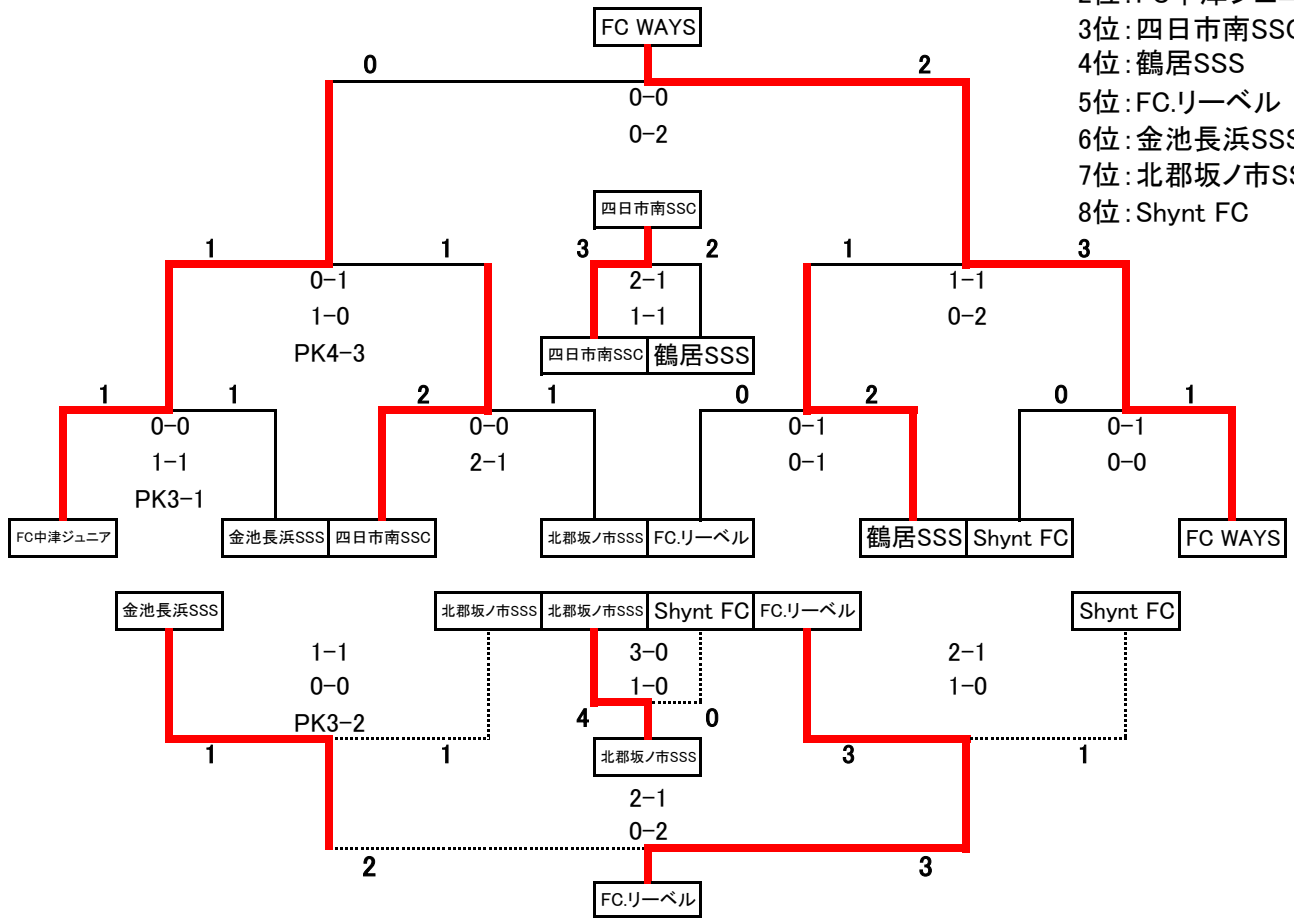 2位:FC中津ジュニ
FC WAYS
3位:四日市南SSC
0 2
4位:鶴居SSS
0-0
5位:FC.リーベル
0-2
6位:金池長浜SSS
7位:北郡坂ノ市SS
四日市南SSC
8位:Shynt FC
1 1 3 2 1 3
0-1 2-1 1-1
1-0 1-1 0-2
PK4-3 四日市南SSC 鶴居SSS
1 1 2 1 0 2 0 1
0-0 0-0 0-1 0-1
1-1 2-1 0-1 0-0
PK3-1
FC中津ジュニア 金池長浜SSS 四日市南SSC 北郡坂ノ市SSS FC.リーベル 鶴居SSS Shynt FC FC WAYS
金池長浜SSS 北郡坂ノ市SSS 北郡坂ノ市SSS Shynt FC FC.リーベル Shynt FC
1-1 3-0 2-1
0-0 1-0 1-0
PK3-2 4 0
1 1 北郡坂ノ市SSS 3 1
2-1
0-2
2 3
FC.リーベル